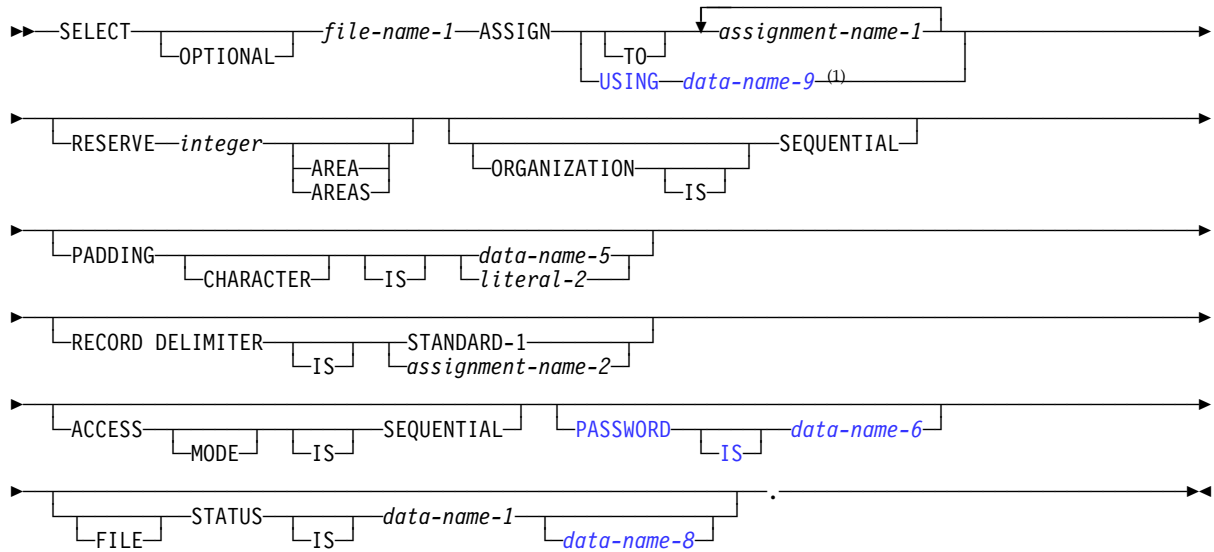 SELECT OPTIONAL file-name-1 ASSIGN TO assignment-name-1
USING data-name-9 (1)
RESERVE integer AREA AREAS ORGANIZATION IS SEQUENTIAL
PADDING CHARACTER IS data-name-5 literal-2
RECORD DELIMITER IS STANDARD-1 assignment-name-2
ACCESS MODE IS SEQUENTIAL PASSWORD IS data-name-6
FILE STATUS IS data-name-1 data-name-8 .